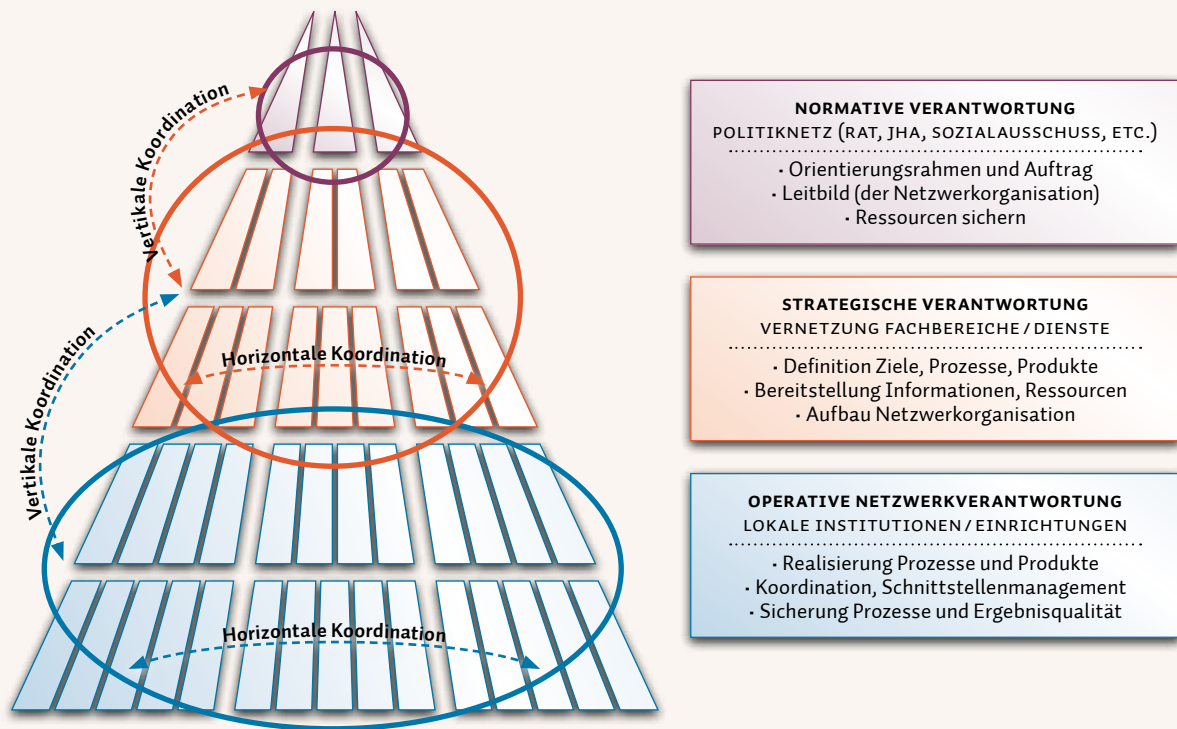 Vertikale Koordination
Vertikale Koordination
Horizontale Koordination
Horizontale Koordination
NORMATIVE VERANTWORTUNG
POLITIKNETZ (RAT, JHA, SOZIALAUSSCHUSS, ETC.)
· Orientierungsrahmen und Auftrag
· Leitbild (der Netzwerkorganisation)
· Ressourcen sichern
STRATEGISCHE VERANTWORTUNG
VERNETZUNG FACHBEREICHE / DIENSTE
· Definition Ziele, Prozesse, Produkte
· Bereitstellung Informationen, Ressourcen
· Aufbau Netzwerkorganisation
OPERATIVE NETZWERKVERANTWORTUNG
LOKALE INSTITUTIONEN / EINRICHTUNGEN
· Realisierung Prozesse und Produkte
· Koordination, Schnittstellenmanagement
· Sicherung Prozesse und Ergebnisqualität